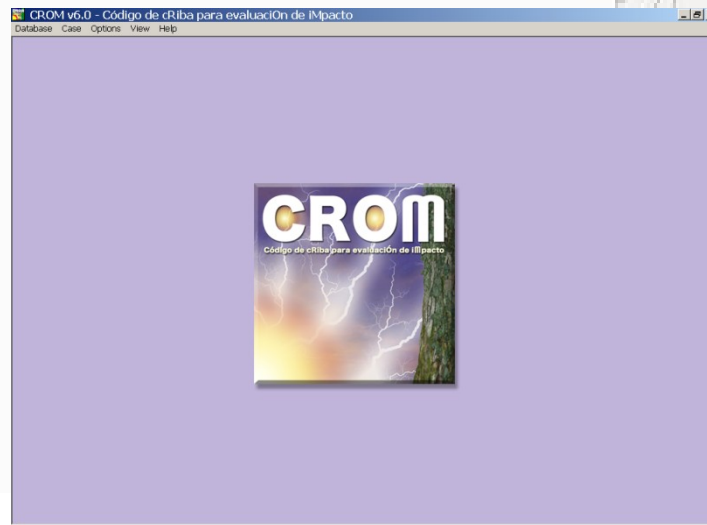 CROM v6.0 - Código de cRiba para evaluaciOn de iMpacto
Database Case Options View Help
CROM
Código de cRiba para evaluaciÓn de iMpacto